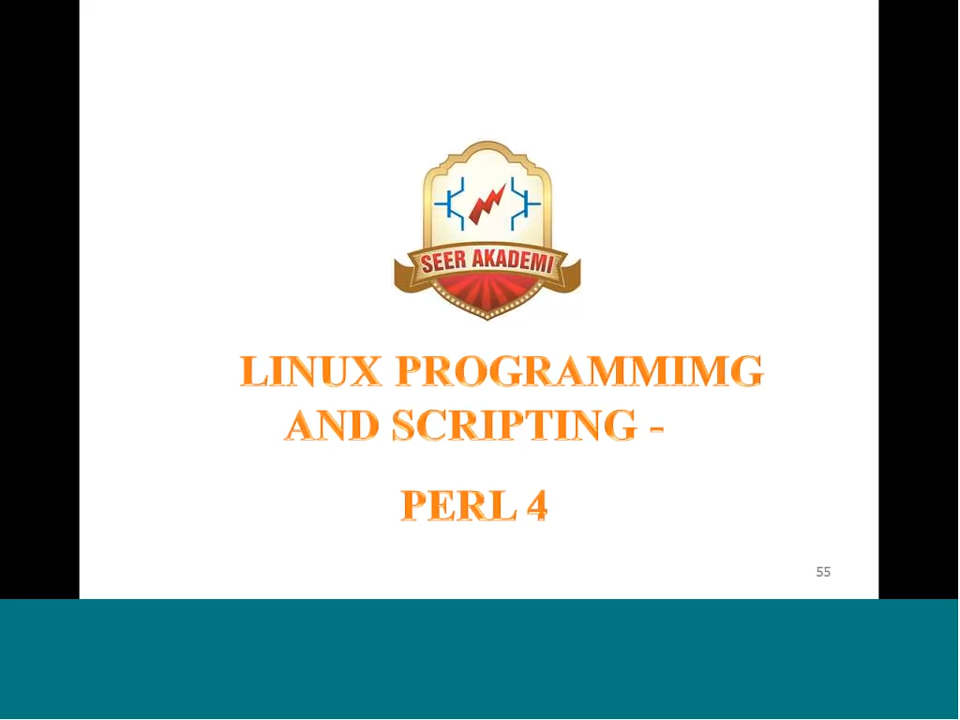 SEER AKADEMI
LINUX PROGRAMMIMG
AND SCRIPTING -
PERL 4
55